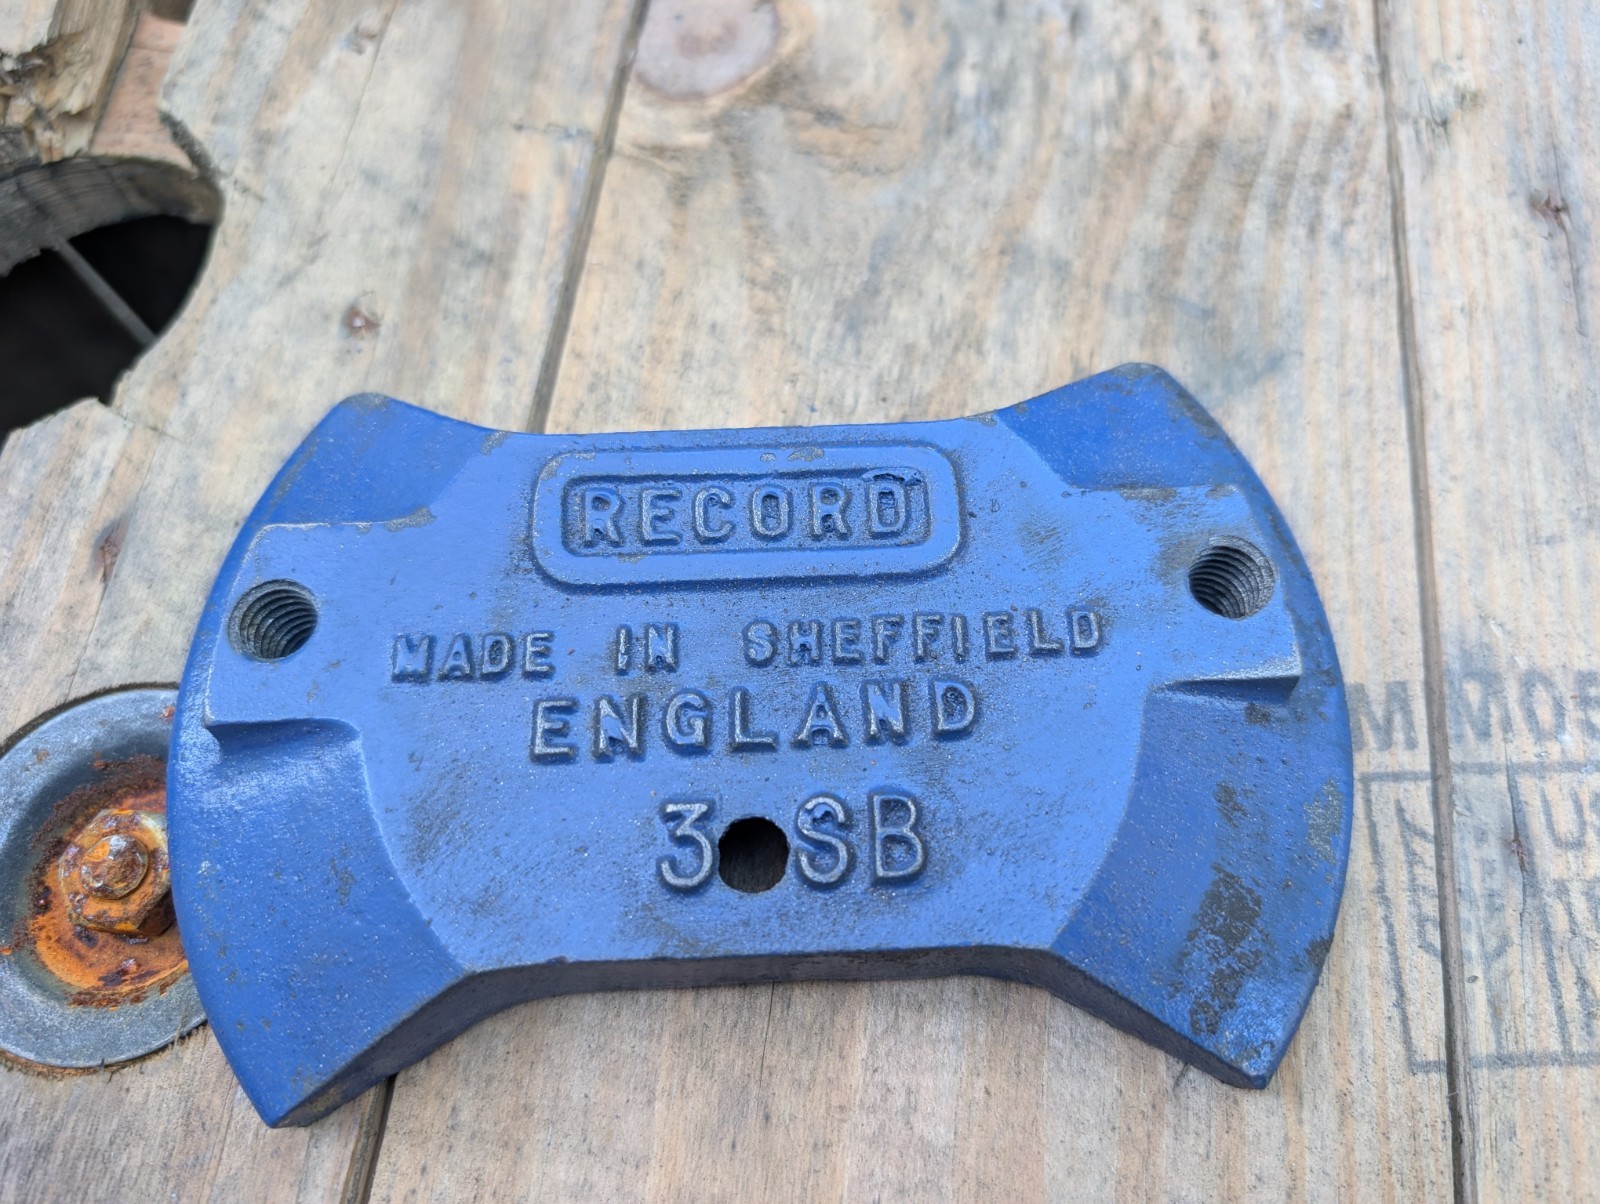 RECORD
MADE IN SHEFFIELD
ENGLAND
3 SB